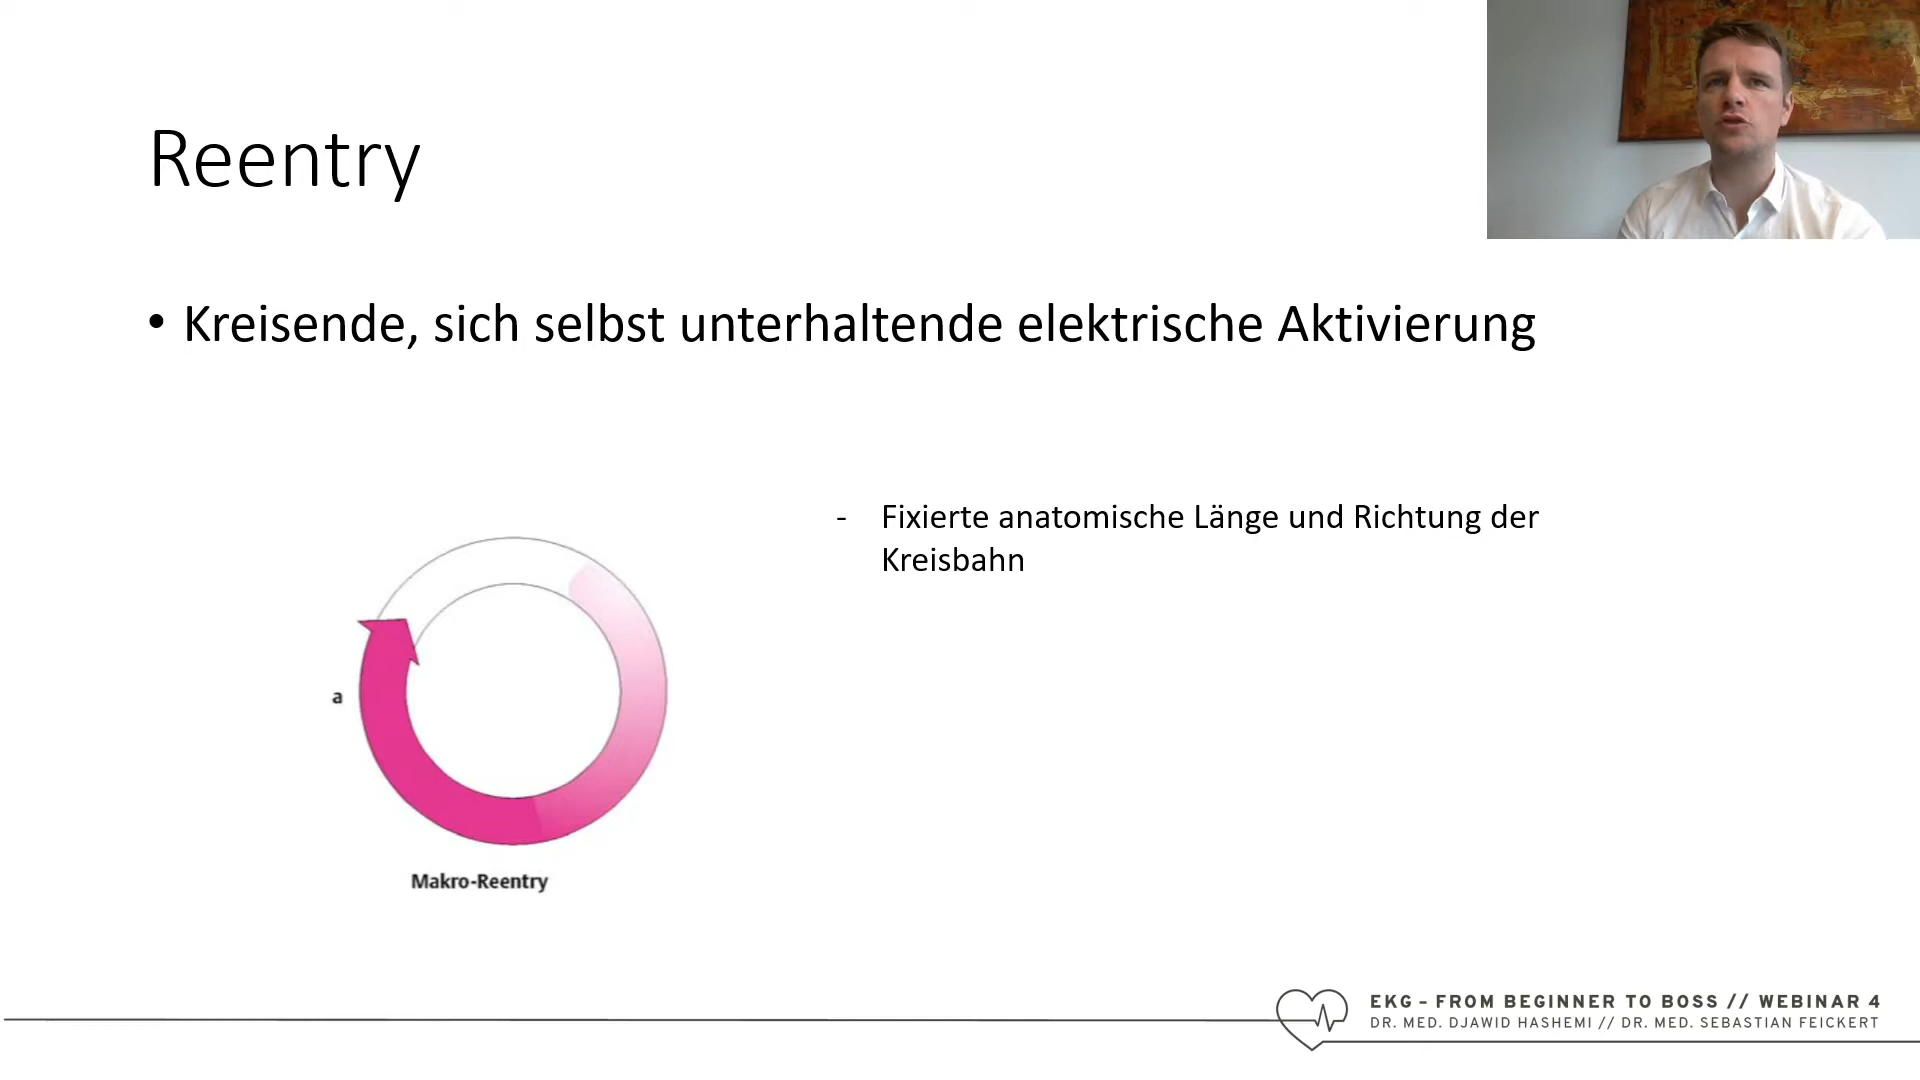 Reentry
• Kreisende, sich selbst unterhaltende elektrische Aktivierung
- Fixierte anatomische Länge und Richtung der
Kreisbahn
a
Makro-Reentry
EKG – FROM BEGINNER TO BOSS // WEBINAR 4
DR. MED. DJAWID HASHEMI // DR. MED. SEBASTIAN FEICKERT